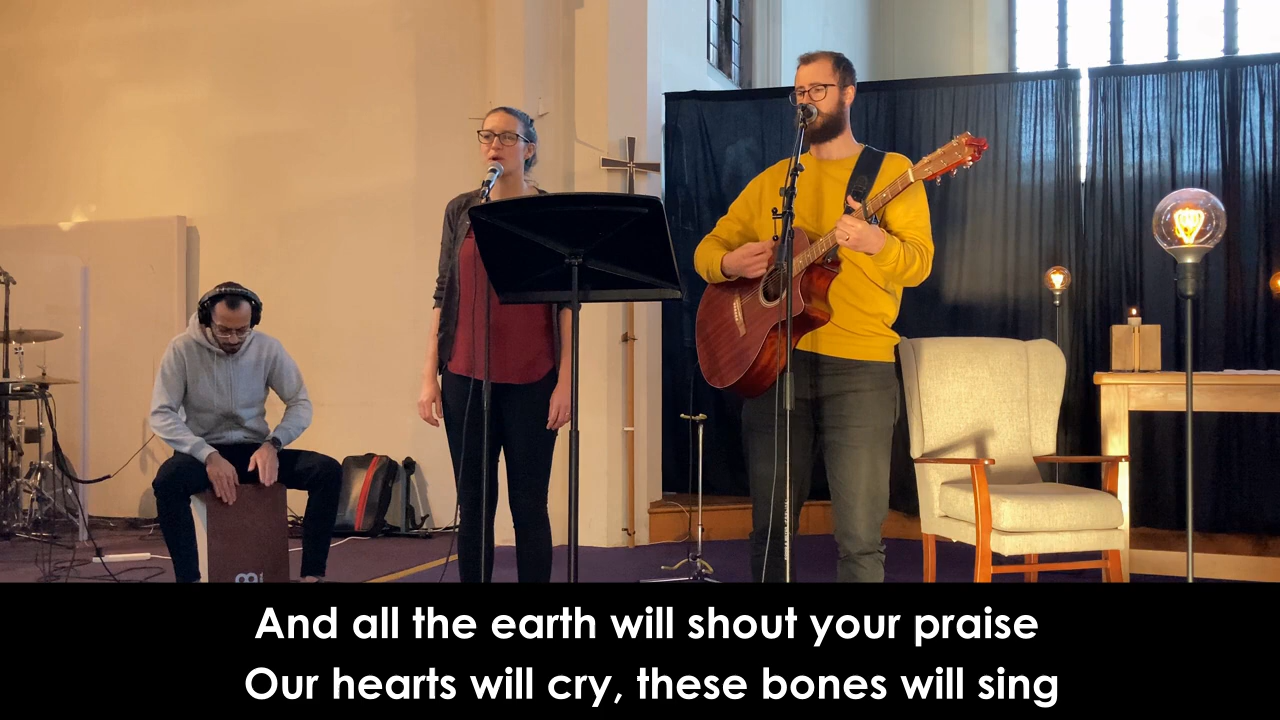 And all the earth will shout your praise
Our hearts will cry, these bones will sing